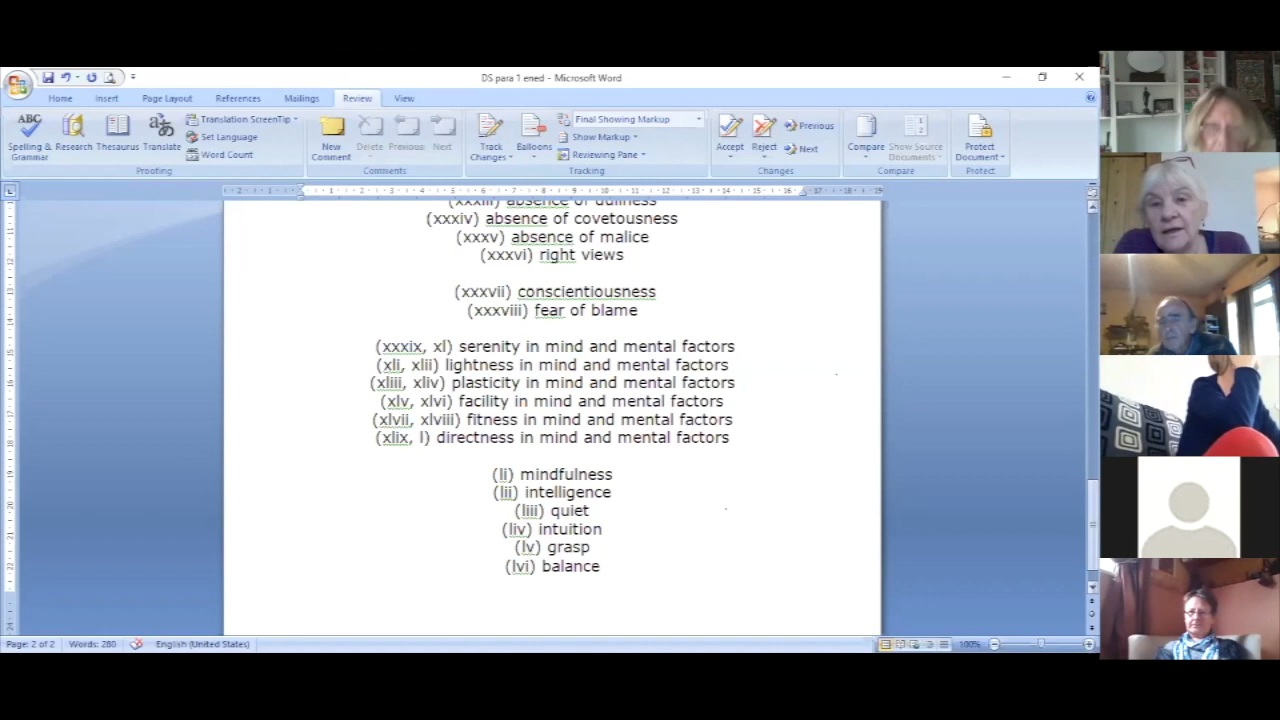 DS para 1 ened - Microsoft Word
Home Insert Page Layout References Mailings Review View
ABC Spelling & Grammar
Research
Thesaurus
Translate
Translation ScreenTip
Set Language
Word Count
Proofing
New Comment
Delete
Previous
Next
Comments
Track Changes
Balloons
Final Showing Markup
Show Markup
Reviewing Pane
Tracking
Accept
Reject
Previous
Next
Changes
Compare
Show Source Documents
Compare
Protect Document
Protect
(xxxiii) absence of dullness
(xxxiv) absence of covetousness
(xxxv) absence of malice
(xxxvi) right views
(xxxvii) conscientiousness
(xxxviii) fear of blame
(xxxix, xl) serenity in mind and mental factors
(xli, xlii) lightness in mind and mental factors
(xliii, xliv) plasticity in mind and mental factors
(xlv, xlvi) facility in mind and mental factors
(xlvii, xlviii) fitness in mind and mental factors
(xlix, l) directness in mind and mental factors
(li) mindfulness
(lii) intelligence
(liii) quiet
(liv) intuition
(lv) grasp
(lvi) balance
Page: 2 of 2 Words: 280 English (United States) 100%